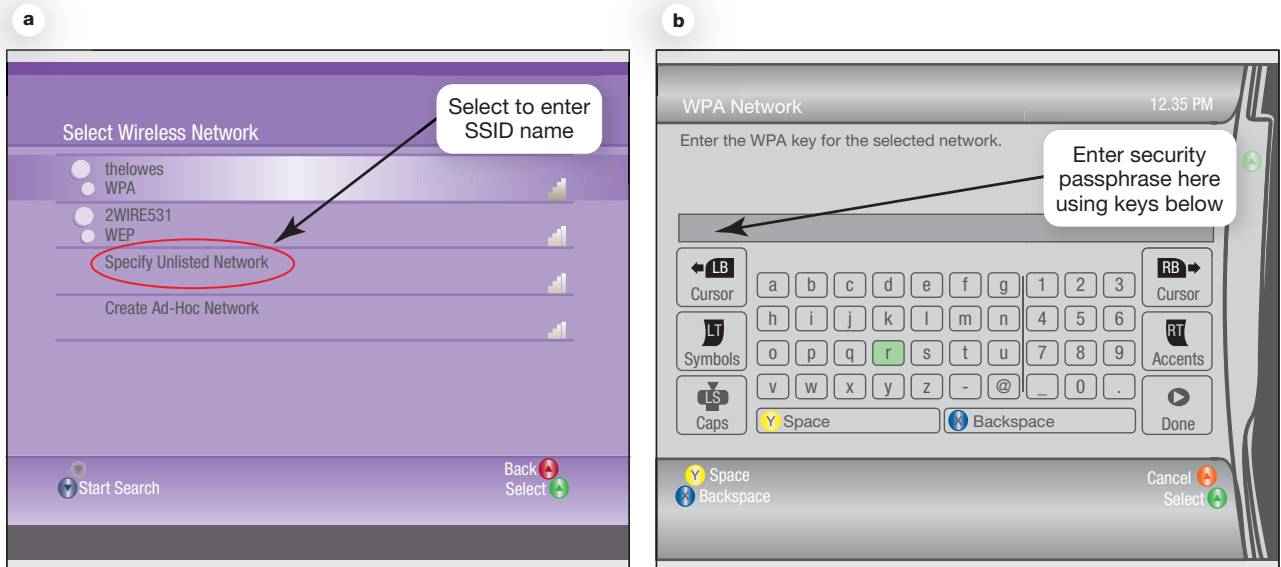 a
Select Wireless Network
Select to enter
SSID name
thelowes
WPA
2WIRE531
WEP
Specify Unlisted Network
Create Ad-Hoc Network
Back
Start Search
Select
b
WPA Network
12.35 PM
Enter the WPA key for the selected network.
Enter security
passphrase here
using keys below
LB
Cursor
RB
Cursor
a b c d e f g 1 2 3
h i j k l m n 4 5 6
LT
Symbols
RT
Accents
o p q r s t u 7 8 9
v w x y z - @ _ 0 .
LS
Caps
Y Space
X Backspace
Done
Y Space
X Backspace
Cancel
Select